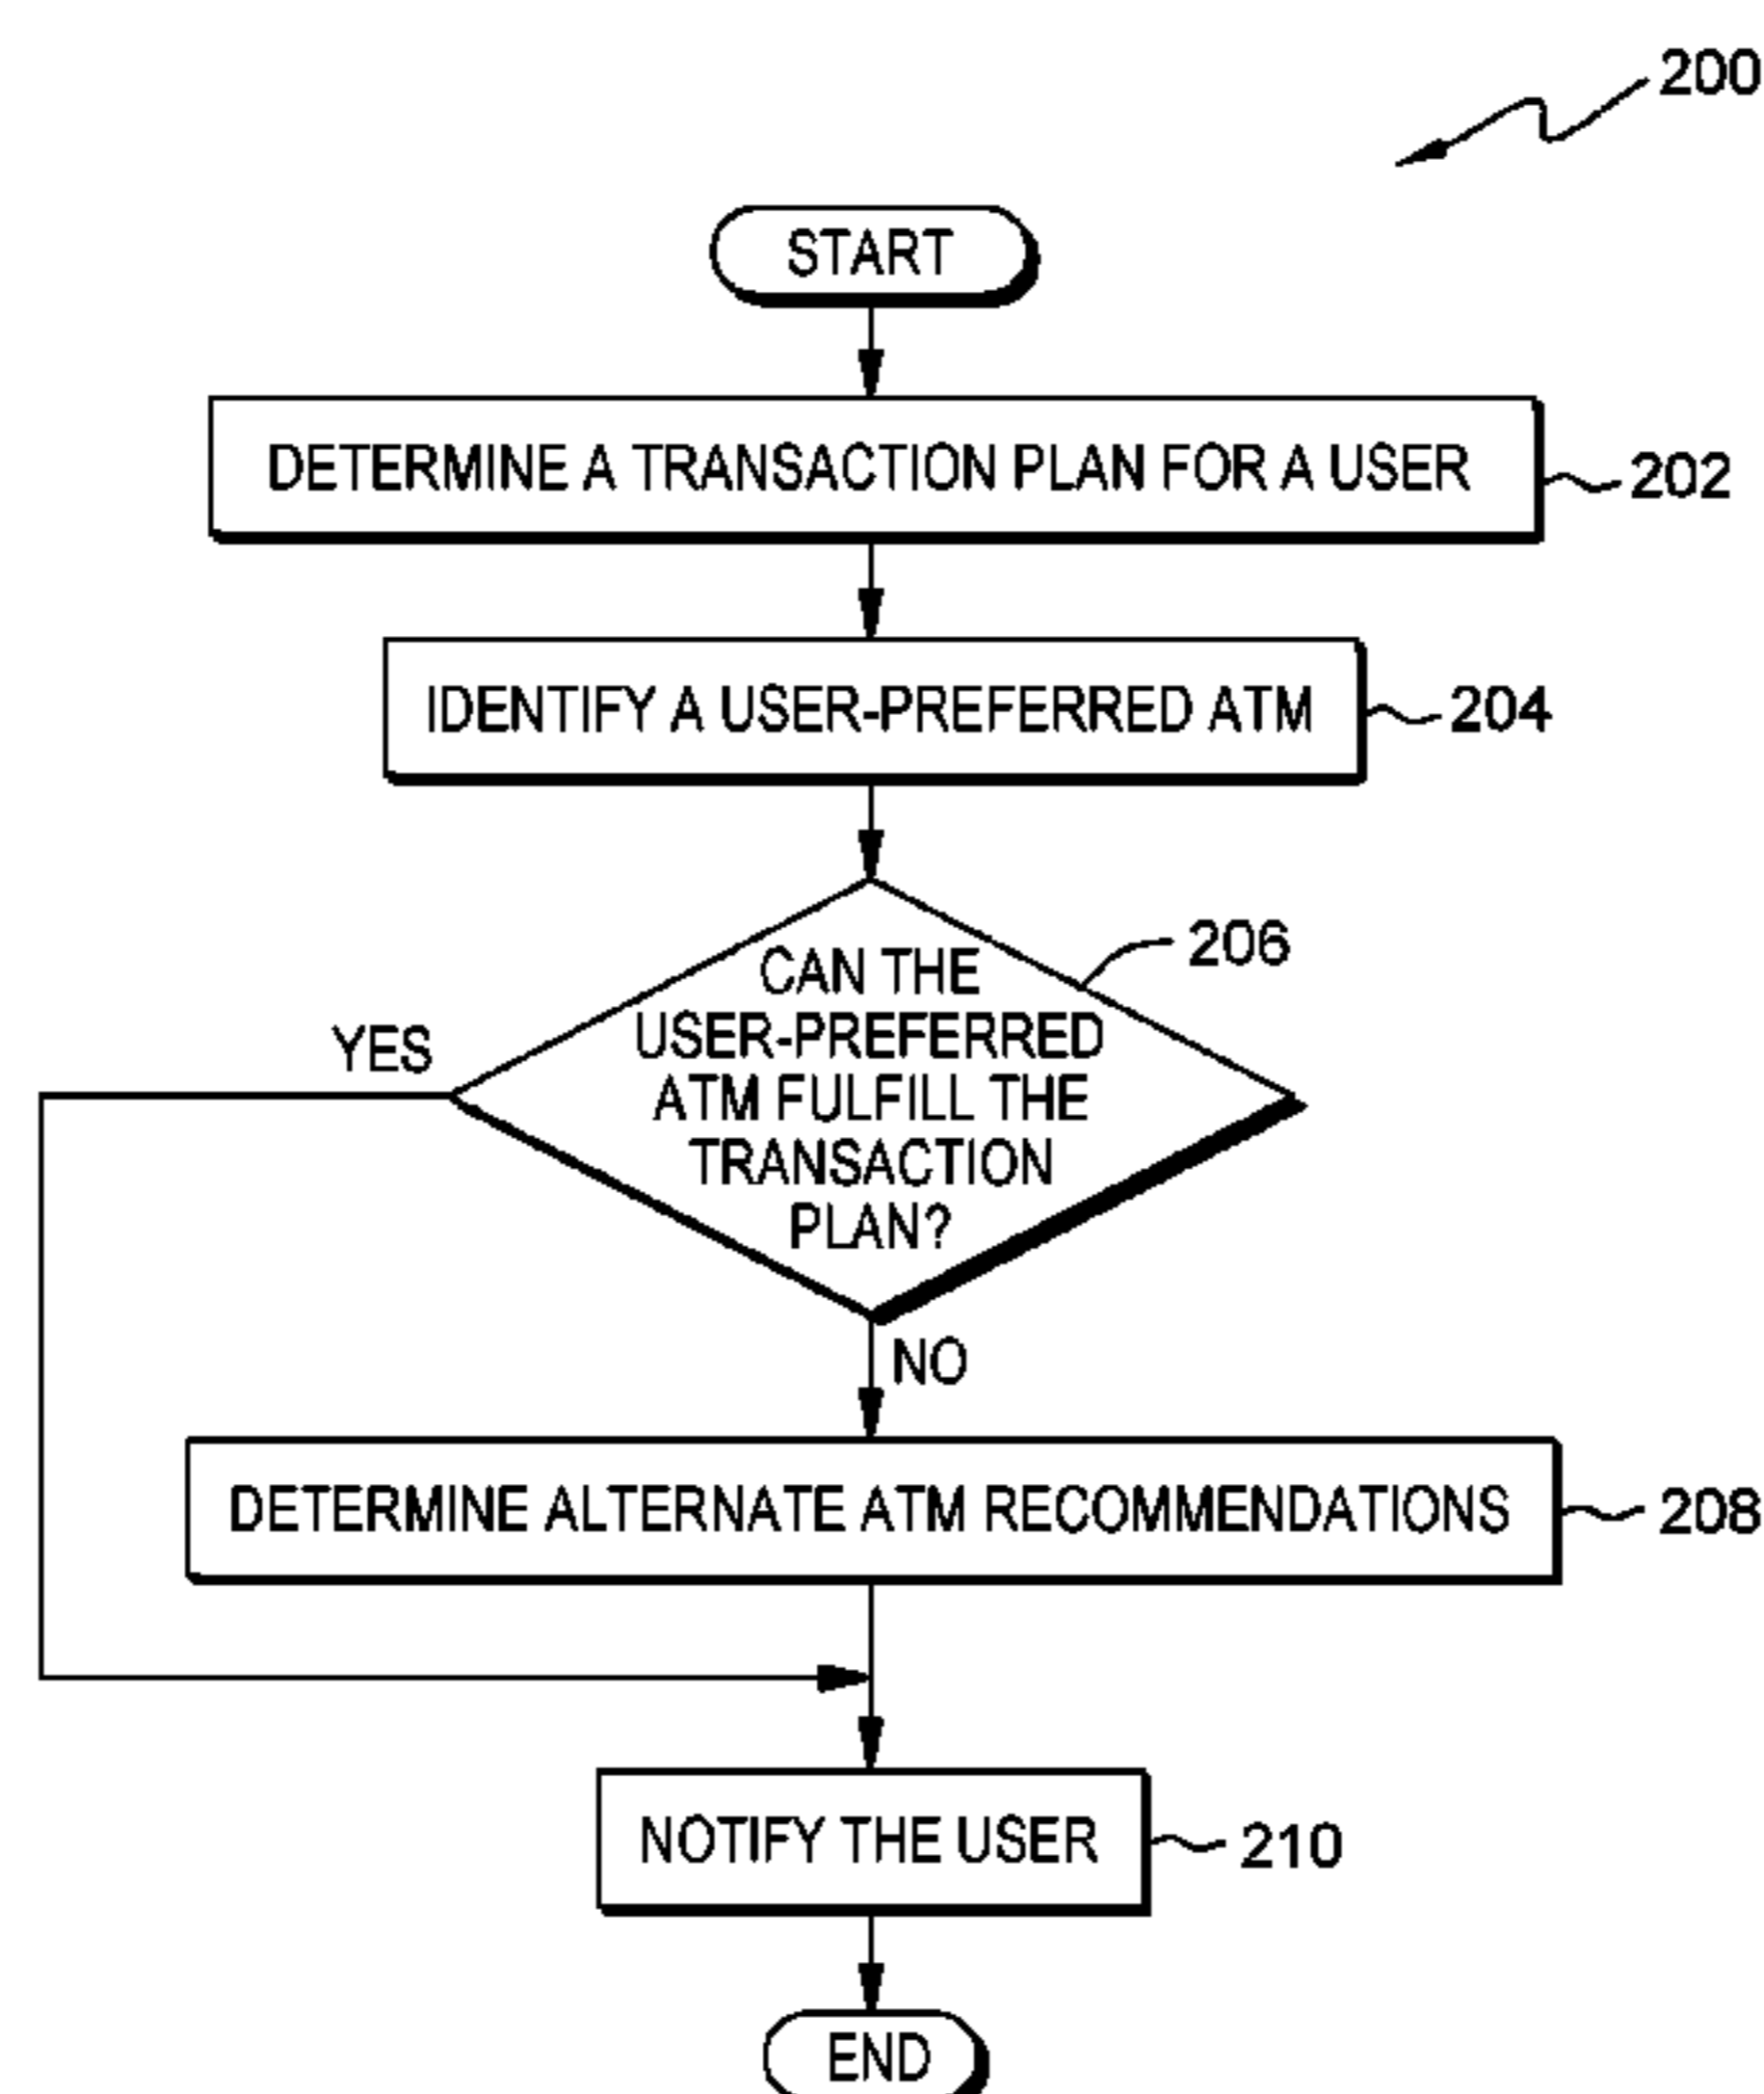 200
START
DETERMINE A TRANSACTION PLAN FOR A USER
202
IDENTIFY A USER-PREFERRED ATM
204
206
CAN THE
USER-PREFERRED
ATM FULFILL THE
TRANSACTION
PLAN?
YES
NO
DETERMINE ALTERNATE ATM RECOMMENDATIONS
208
NOTIFY THE USER
210
END